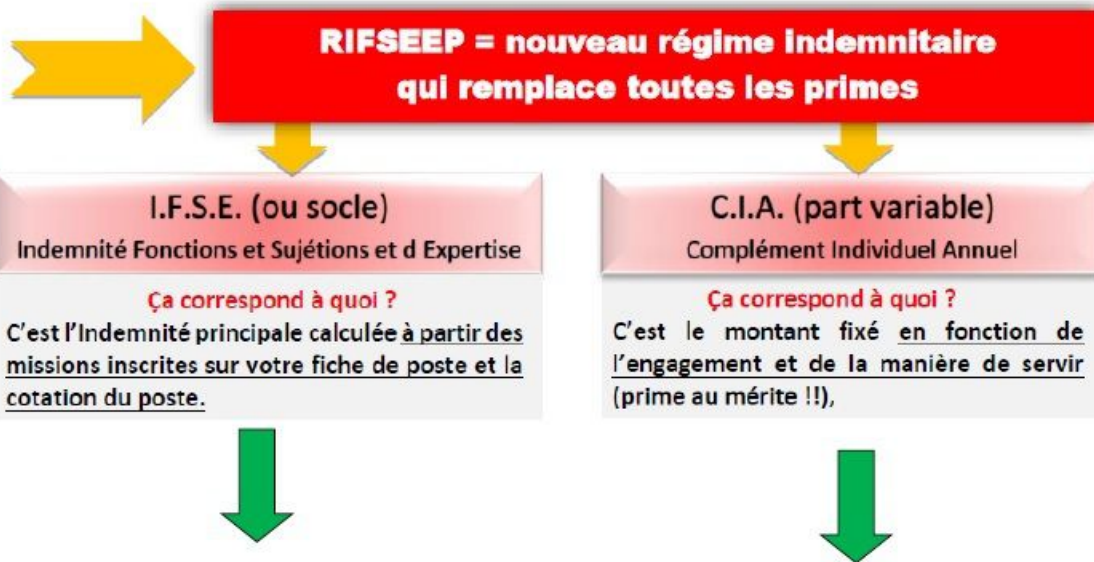 RIFSEEP = nouveau régime indemnitaire
qui remplace toutes les primes
I.F.S.E. (ou socle)
Indemnité Fonctions et Sujétions et d Expertise
Ça correspond à quoi ?
C'est l'Indemnité principale calculée à partir des
missions inscrites sur votre fiche de poste et la
cotation du poste.
C.I.A. (part variable)
Complément Individuel Annuel
Ça correspond à quoi ?
C'est le montant fixé en fonction de
l'engagement et de la manière de servir
(prime au mérite !!),